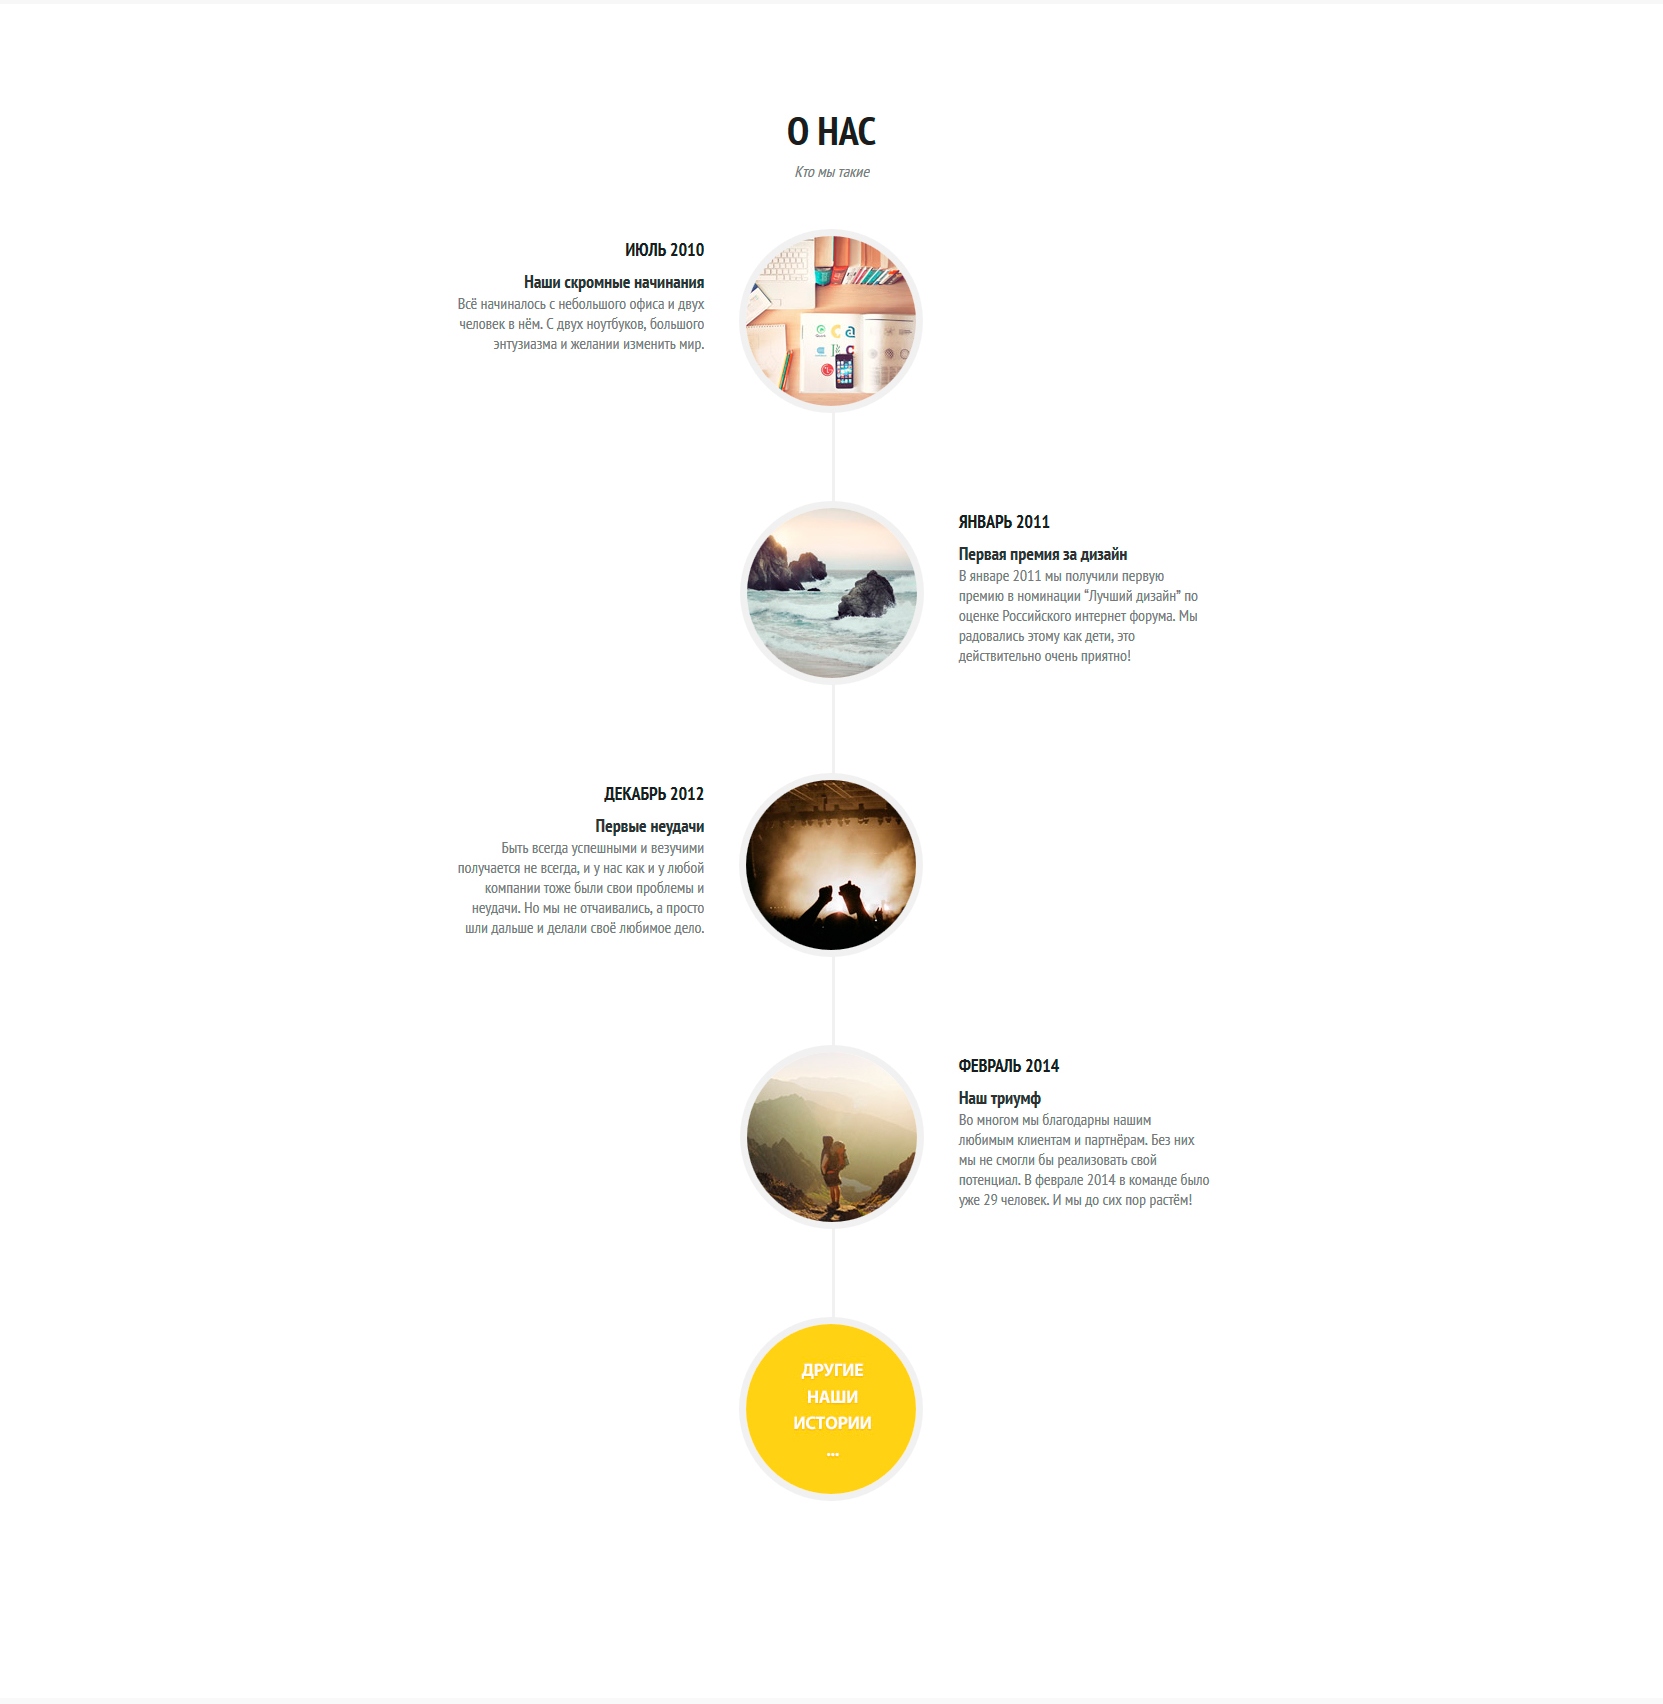 О НАС
Кто мы такие
ИЮЛЬ 2010
Наши скромные начинания
Всё начиналось с небольшого офиса и двух
человек в нём. С двух ноутбуков, большого
энтузиазма и желании изменить мир.
ЯНВАРЬ 2011
Первая премия за дизайн
В январе 2011 мы получили первую
премию в номинации “Лучший дизайн” по
оценке Российского интернет форума. Мы
радовались этому как дети, это
действительно очень приятно!
ДЕКАБРЬ 2012
Первые неудачи
Быть всегда успешными и везучими
получается не всегда, и у нас как и у любой
компании тоже были свои проблемы и
неудачи. Но мы не отчаивались, а просто
шли дальше и делали своё любимое дело.
ФЕВРАЛЬ 2014
Наш триумф
Во многом мы благодарны нашим
любимым клиентам и партнёрам. Без них
мы не смогли бы реализовать свой
потенциал. В феврале 2014 в команде было
уже 29 человек. И мы до сих пор растём!
ДРУГИЕ
НАШИ
ИСТОРИИ
...